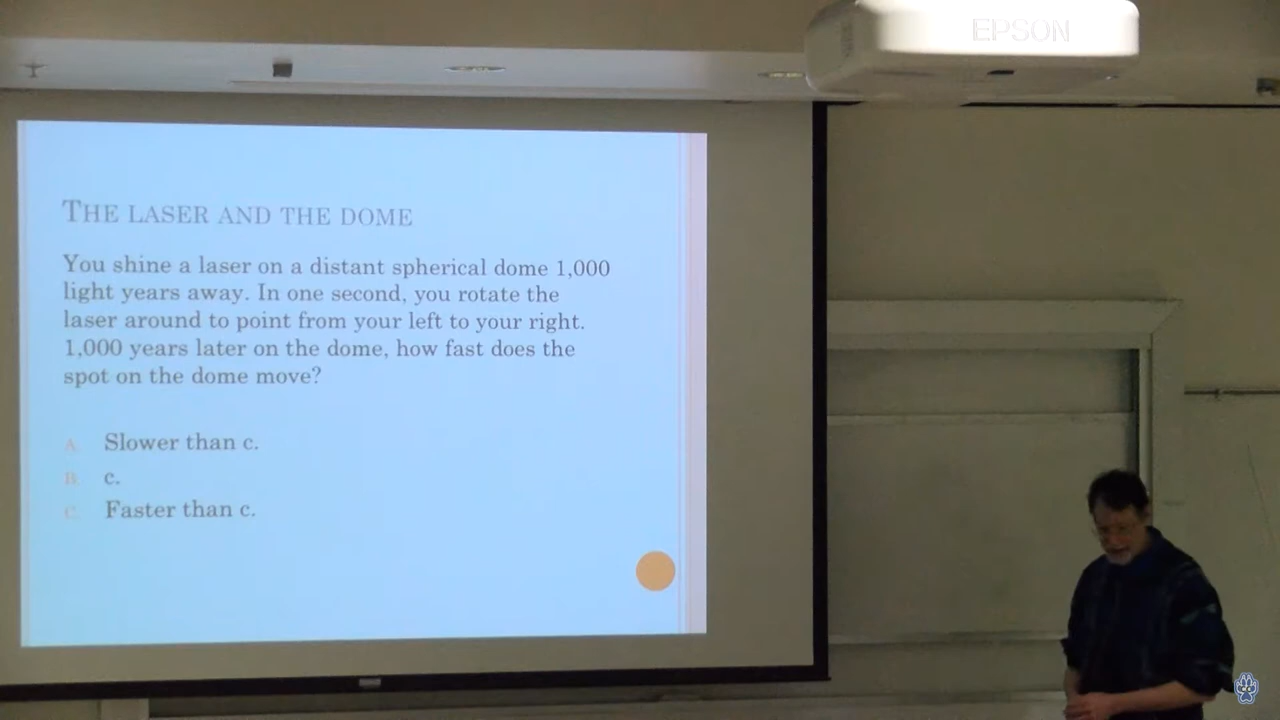 EPSON
THE LASER AND THE DOME
You shine a laser on a distant spherical dome 1,000
light years away. In one second, you rotate the
laser around to point from your left to your right.
1,000 years later on the dome, how fast does the
spot on the dome move?
A. Slower than c.
B. c.
C. Faster than c.